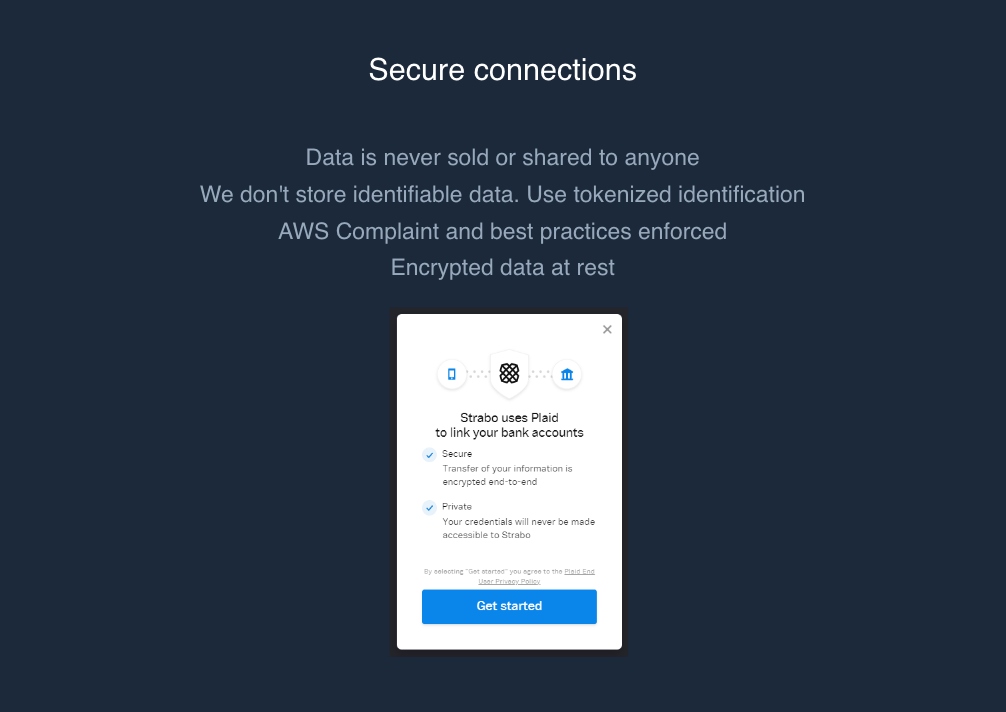 Secure connections
Data is never sold or shared to anyone
We don't store identifiable data. Use tokenized identification
AWS Complaint and best practices enforced
Encrypted data at rest
Strabo uses Plaid
to link your bank accounts
Secure
Transfer of your information is
encrypted end-to-end
Private
Your credentials will never be made
accessible to Strabo
By selecting "Get started" you agree to the Plaid End
User Privacy Policy
Get started